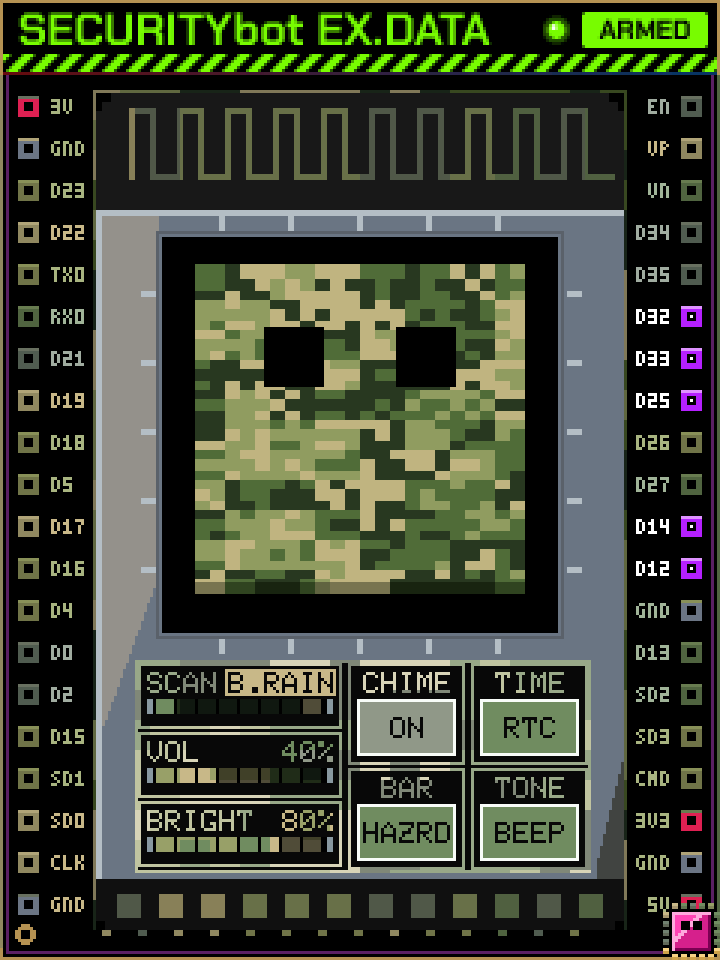 SECURITYbot EX.DATA ARMED
3V EN
GND VP
D23 VN
D22 D34
TX0 D35
RX0 D32
D21 D33
D19 D25
D18 D26
D5 D27
D17 D14
D16 D12
D4 GND
D0 D13
D2 SD2
D15 SD3
SD1 CMD
SD0 3V3
CLK GND
GND 5V
SCAN B.RAIN
VOL 40%
BRIGHT 80%
CHIME
ON
TIME
RTC
BAR
HAZRD
TONE
BEEP